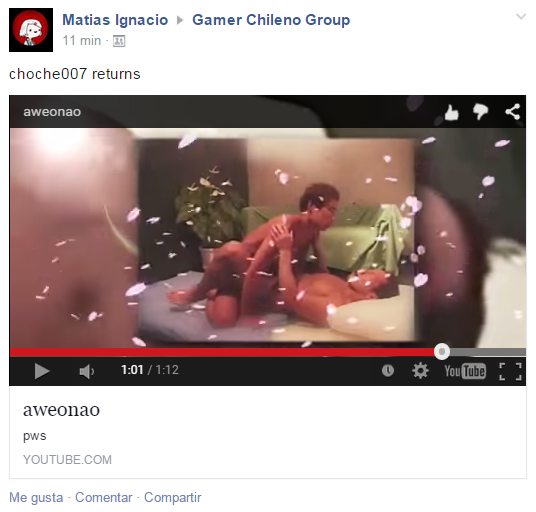 Matias Ignacio ▸ Gamer Chileno Group
11 min ·
choche007 returns
aweonao
1:01 / 1:12
YouTube
aweonao
pws
YOUTUBE.COM
Me gusta · Comentar · Compartir